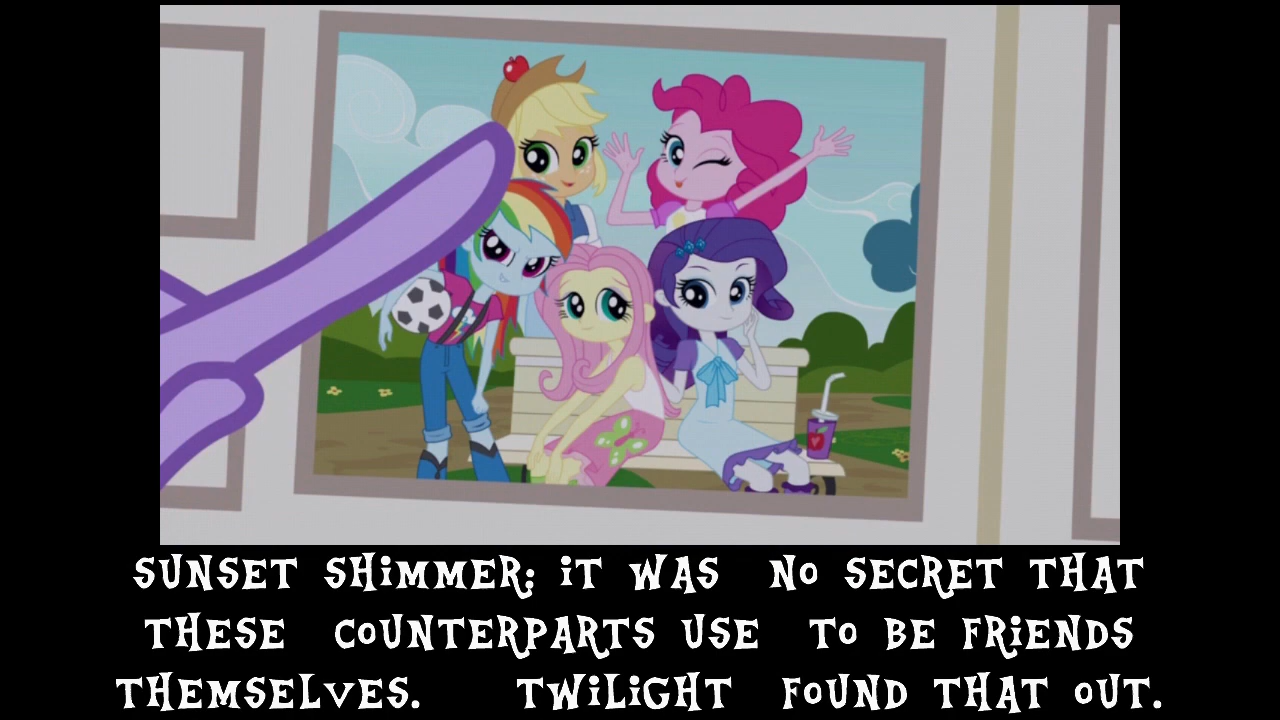 SUNSET SHIMMER: IT WAS NO SECRET THAT
THESE COUNTERPARTS USE TO BE FRIENDS
THEMSELVES. TWILIGHT FOUND THAT OUT.